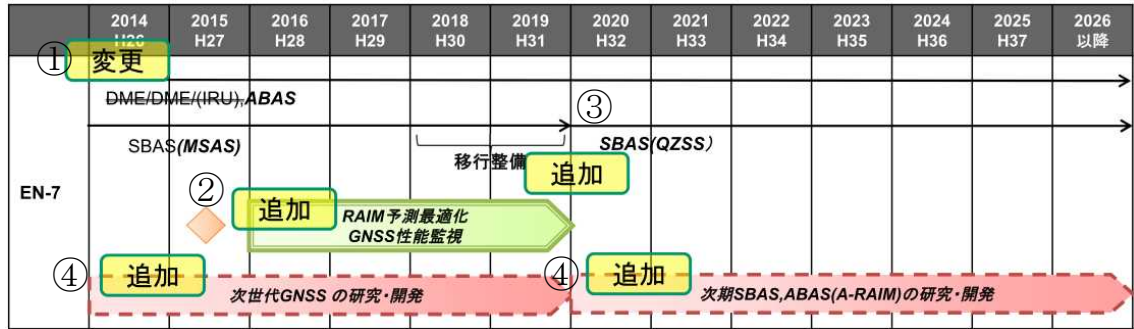 2014 2015 2016 2017 2018 2019 2020 2021 2022 2023 2024 2025 2026
H26 H27 H28 H29 H30 H31 H32 H33 H34 H35 H36 H37 以降
① 変更
DME/DME/(IRU),ABAS
③
SBAS(MSAS)
SBAS(QZSS)
移行整備
追加
EN-7
② 追加
RAIM予測最適化
GNSS性能監視
④ 追加
④ 追加
次世代GNSS の研究・開発
次期SBAS,ABAS(A-RAIM)の研究・開発